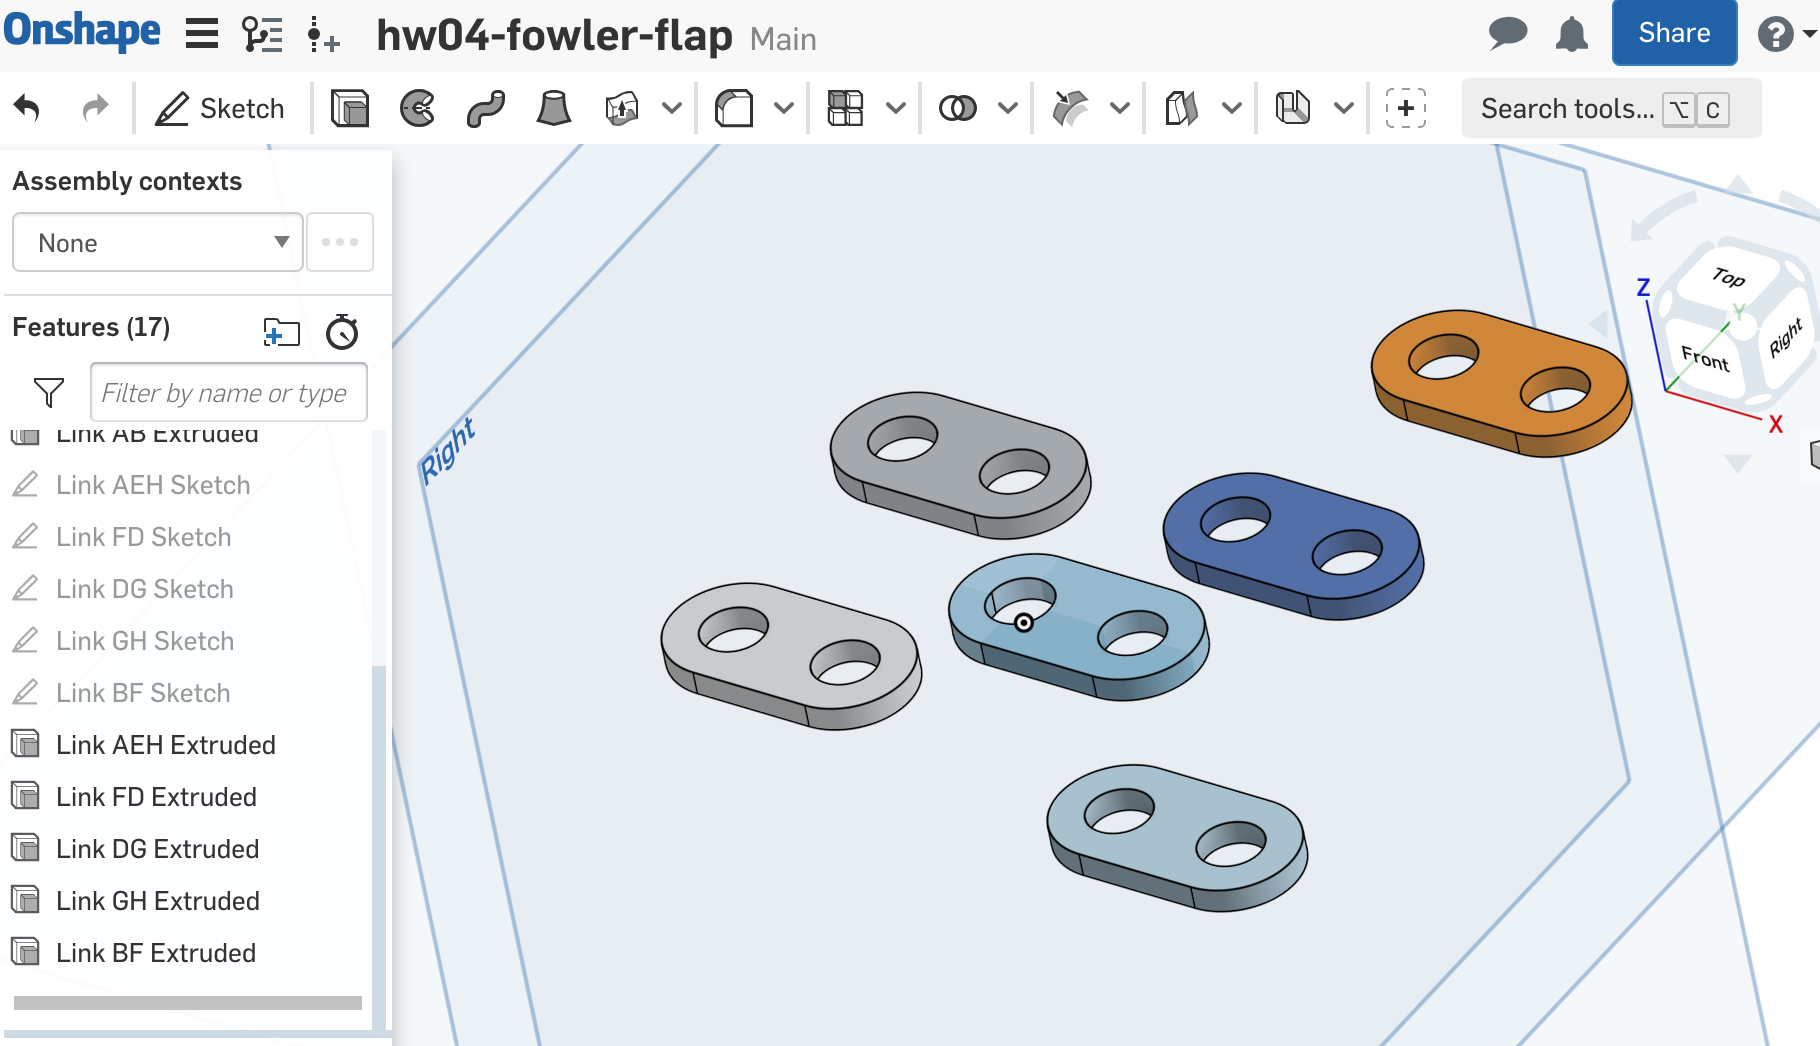 Onshape hw04-fowler-flap Main Share ?
Sketch Search tools... ⌥ C
Assembly contexts
None
Features (17)
Filter by name or type
Link AB Extruded
Link AEH Sketch
Link FD Sketch
Link DG Sketch
Link GH Sketch
Link BF Sketch
Link AEH Extruded
Link FD Extruded
Link DG Extruded
Link GH Extruded
Link BF Extruded
Right
Top
Front
Right
Z
Y
X